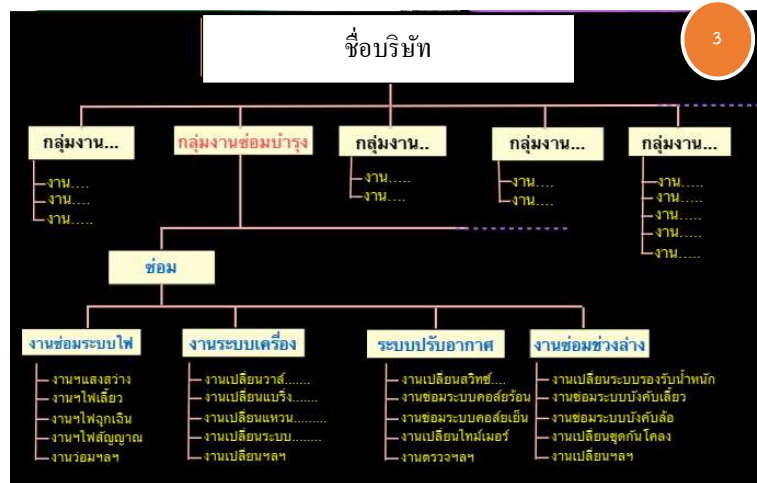 ชื่อบริษัท
3
กลุ่มงาน...
กลุ่มงานซ่อมบำรุง
กลุ่มงาน..
กลุ่มงาน...
กลุ่มงาน...
งาน....
งาน....
งาน.....
งาน.....
งาน....
งาน....
งาน....
งาน.....
งาน.....
งาน.....
งาน.....
งาน.....
ซ่อม
งานซ่อมระบบไฟ
งานระบบเครื่อง
ระบบปรับอากาศ
งานซ่อมช่วงล่าง
งานฯแสงสว่าง
งานฯไฟเลี้ยว
งานฯไฟฉุกเฉิน
งานฯไฟสัญญาณ
งานว่อมฯลฯ
งานเปลี่ยนวาล์.......
งานเปลี่ยนแบริ่ง.......
งานเปลี่ยนแหวน.........
งานเปลี่ยนระบบ........
งานเปลี่ยนฯลฯ
งานเปลี่ยนสวิทซ์....
งานซ่อมระบบคอล์ยร้อน
งานซ่อมระบบคอล์ยเย็น
งานเปลี่ยนไทม์เมอร์
งานตรวจฯลฯ
งานเปลี่ยนระบบรองรับน้ำหนัก
งานซ่อมระบบบังคับเลี้ยว
งานซ่อมระบบบังคับล้อ
งานเปลี่ยนชุดกันโคลง
งานเปลี่ยนฯลฯ